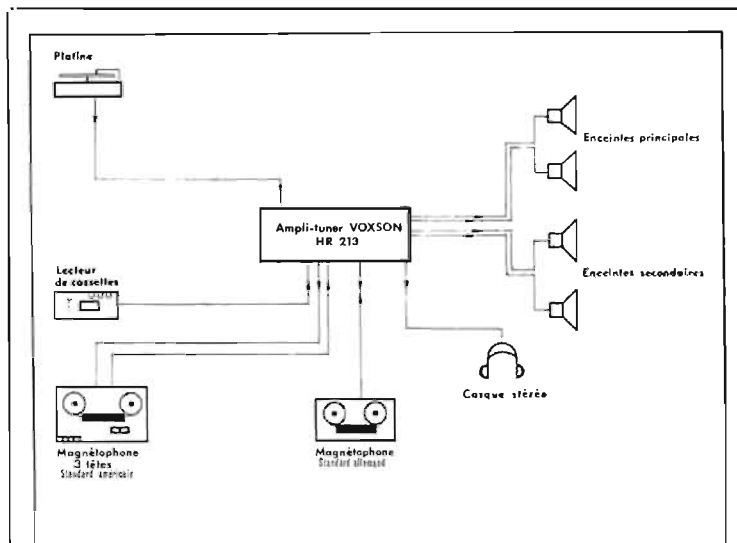 Platine
Enceintes principales
Ampli-tuner VOXSON
HR 213
Lecteur
de cassettes
Enceintes secondaires
Casque stéréo
Magnétophone
3 têtes
Standard américain
Magnétophone
Standard allemand